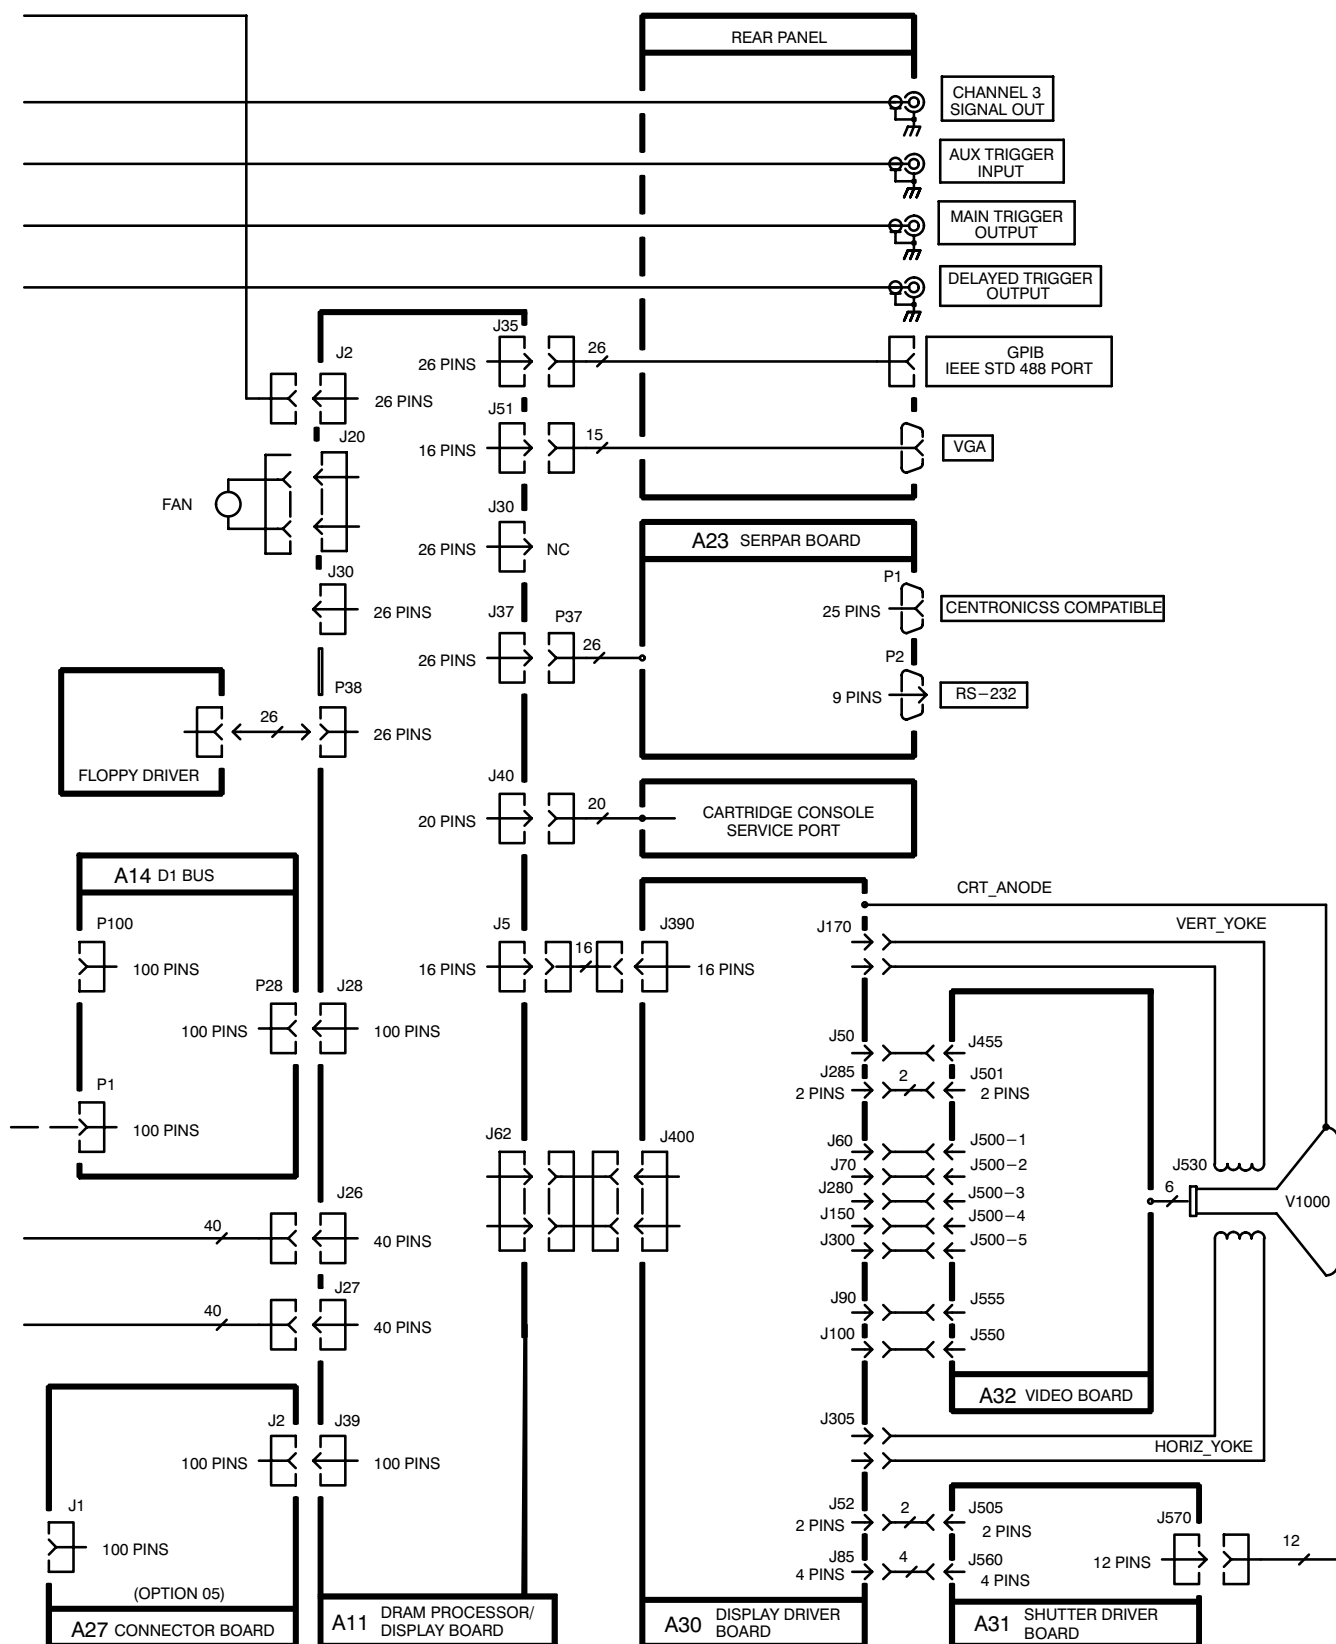 REAR PANEL
CHANNEL 3
SIGNAL OUT
AUX TRIGGER
INPUT
MAIN TRIGGER
OUTPUT
DELAYED TRIGGER
OUTPUT
J35
26 PINS
26
GPIB
IEEE STD 488 PORT
J2
26 PINS
J51
16 PINS
15
VGA
J20
FAN
J30
26 PINS
NC
A23 SERPAR BOARD
J30
26 PINS
P1
25 PINS
CENTRONICSS COMPATIBLE
J37
P37
26 PINS
26
P2
9 PINS
RS-232
P38
26
26 PINS
FLOPPY DRIVER
J40
20 PINS
20
CARTRIDGE CONSOLE
SERVICE PORT
A14 D1 BUS
CRT_ANODE
P100
100 PINS
J5
16 PINS
16
J390
16 PINS
J170
VERT_YOKE
P28
J28
100 PINS
100 PINS
J50
J455
J285
2 PINS
2
J501
2 PINS
P1
100 PINS
J62
J400
J60
J500-1
J70
J500-2
J280
J500-3
J150
J500-4
J300
J500-5
J530
6
V1000
J26
40
40 PINS
J27
40
40 PINS
J90
J555
J100
J550
A32 VIDEO BOARD
J2
J39
100 PINS
100 PINS
J305
HORIZ_YOKE
J1
100 PINS
J52
2 PINS
2
J505
2 PINS
J570
12 PINS
12
J85
4 PINS
4
J560
4 PINS
(OPTION 05)
A27 CONNECTOR BOARD
A11 DRAM PROCESSOR/
DISPLAY BOARD
A30 DISPLAY DRIVER
BOARD
A31 SHUTTER DRIVER
BOARD